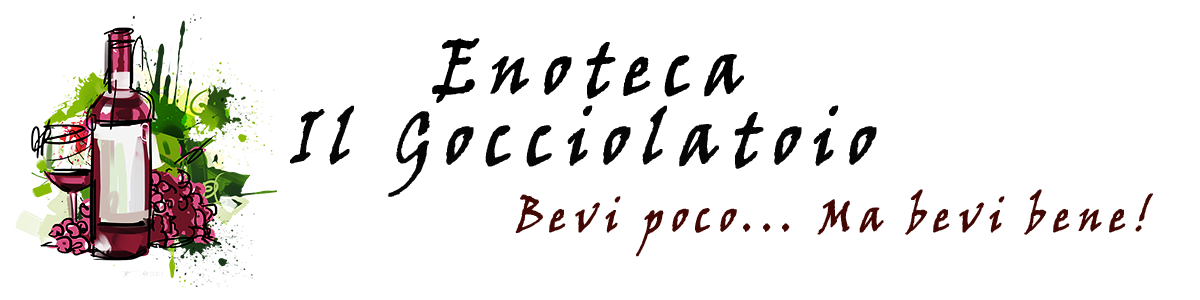 Enoteca
Il Gocciolatoio
Bevi poco... Ma bevi bene!